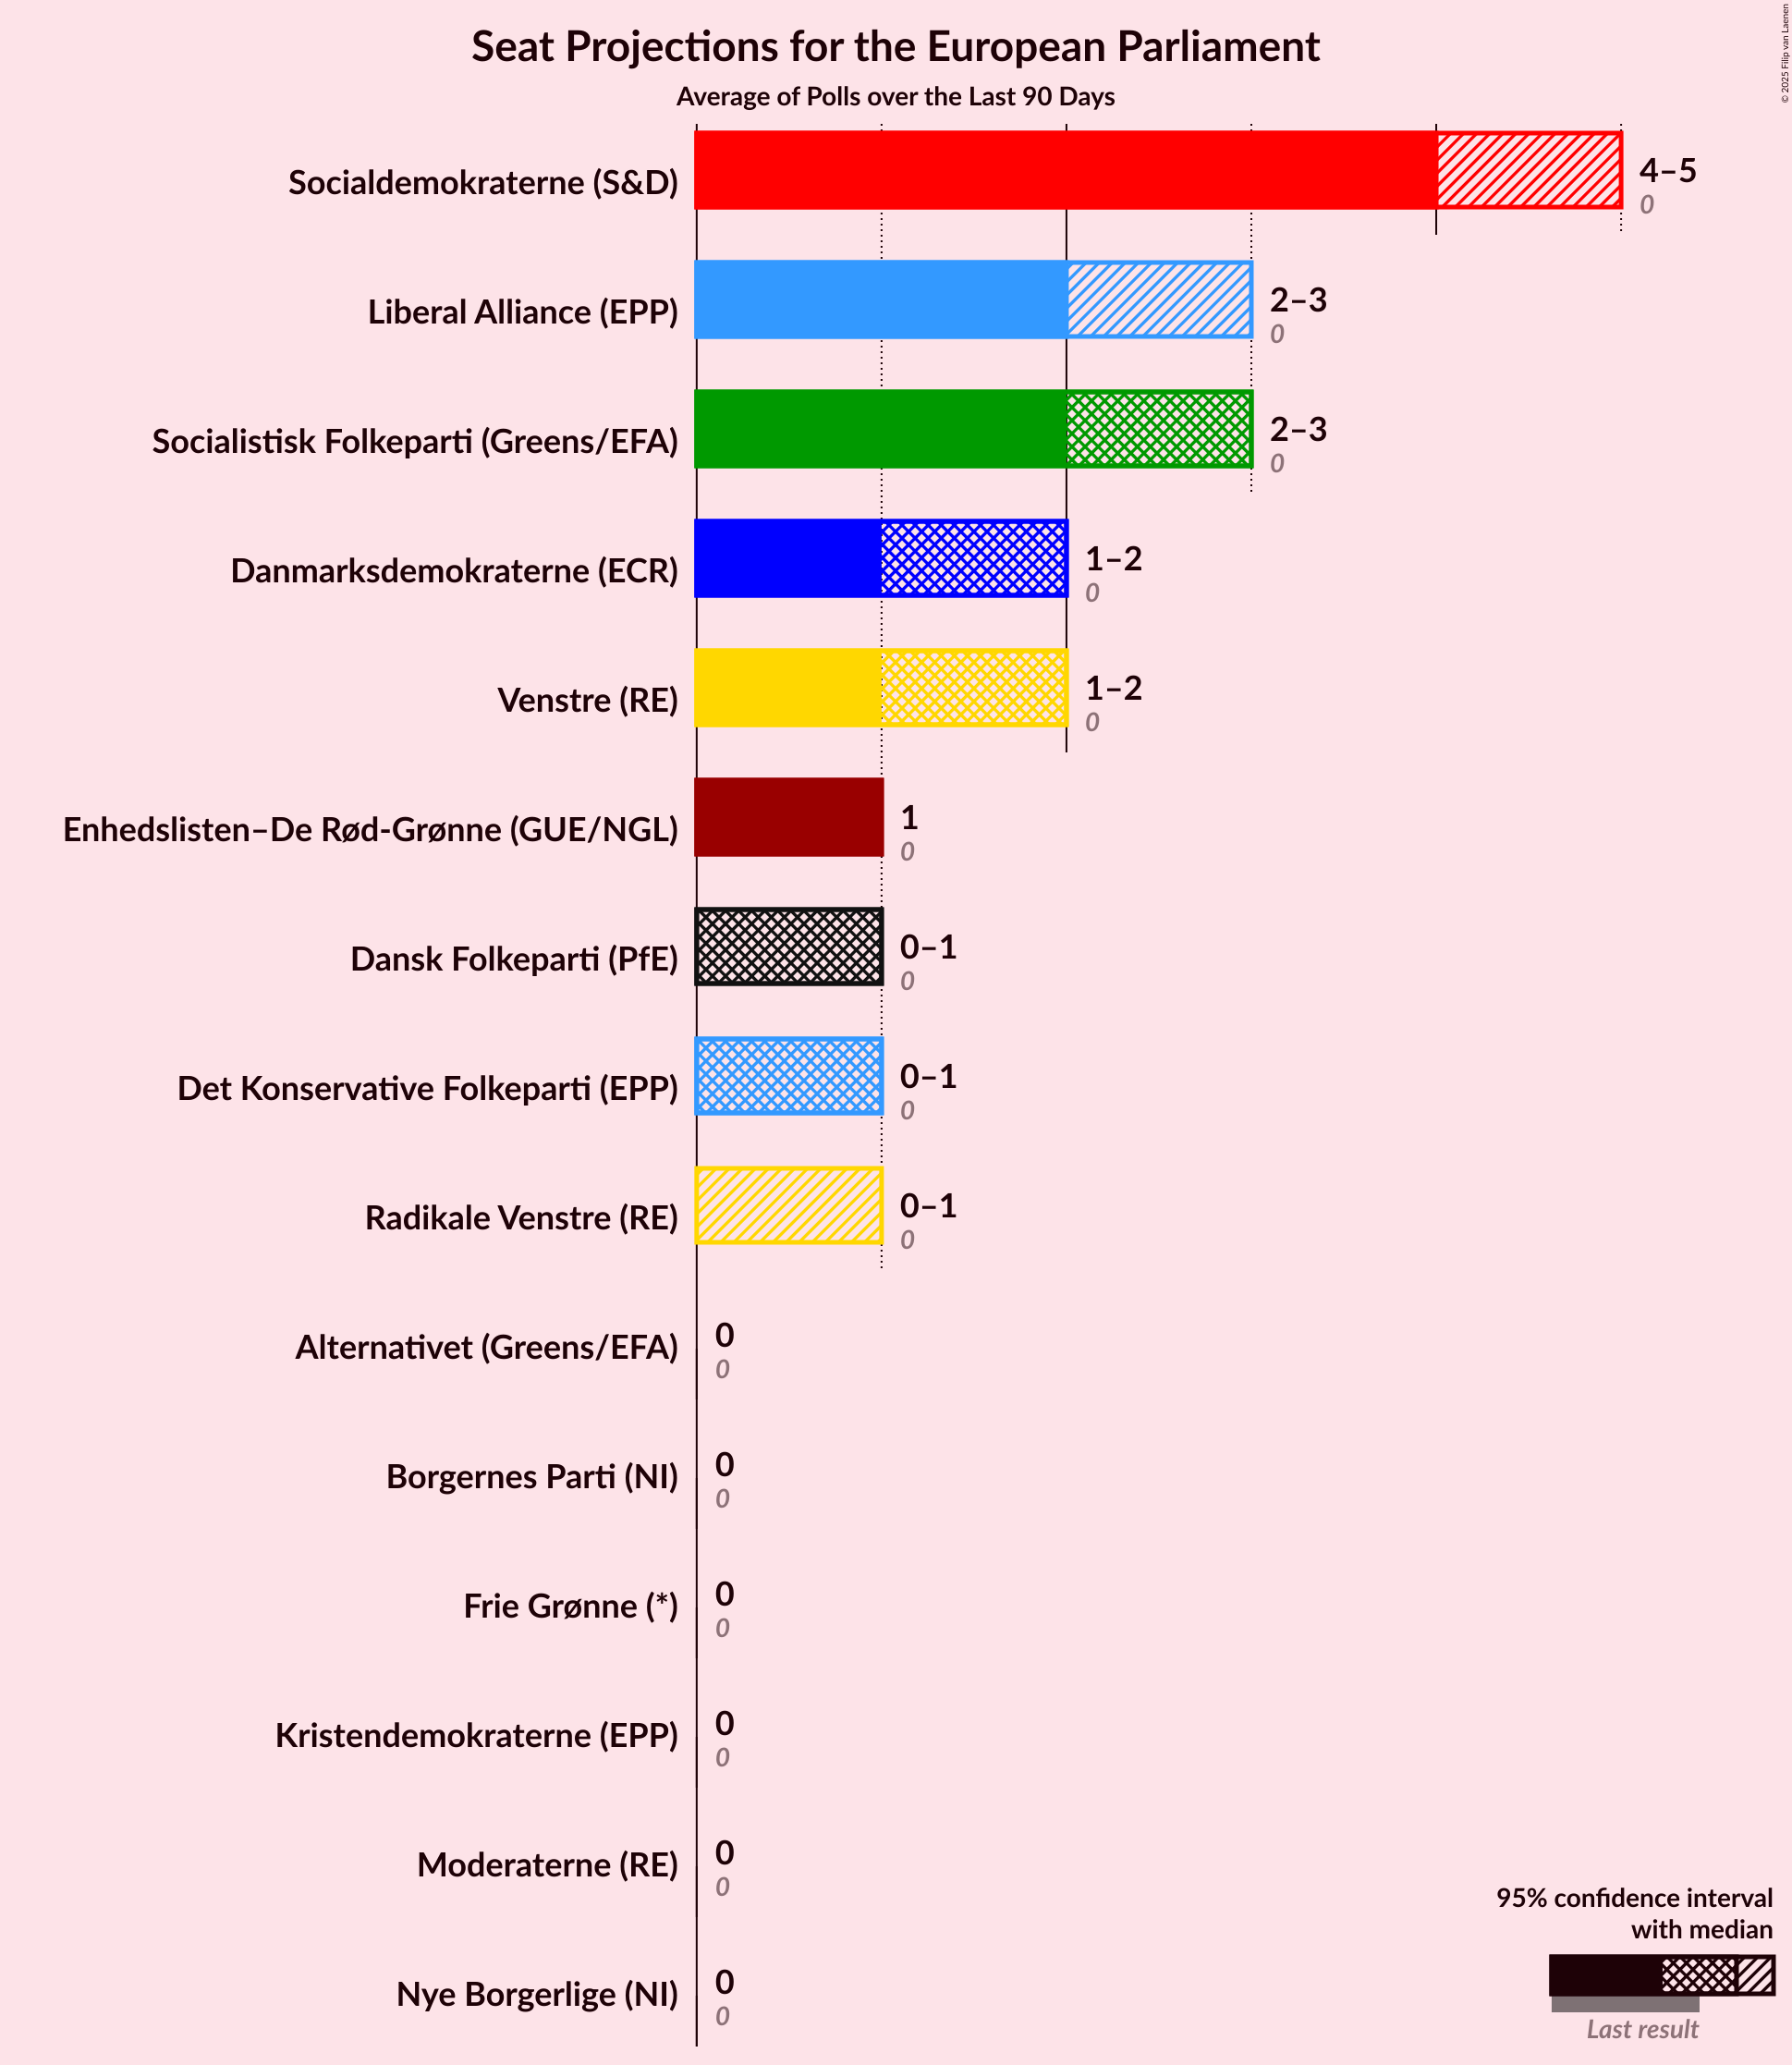 Seat Projections for the European Parliament
Average of Polls over the Last 90 Days
© 2025 Filip van Laenen
Socialdemokraterne (S&D)
4–5
0
Liberal Alliance (EPP)
2–3
0
Socialistisk Folkeparti (Greens/EFA)
2–3
0
Danmarksdemokraterne (ECR)
1–2
0
Venstre (RE)
1–2
0
Enhedslisten–De Rød-Grønne (GUE/NGL)
1
0
Dansk Folkeparti (PfE)
0–1
0
Det Konservative Folkeparti (EPP)
0–1
0
Radikale Venstre (RE)
0–1
0
Alternativet (Greens/EFA)
0
0
Borgernes Parti (NI)
0
0
Frie Grønne (*)
0
0
Kristendemokraterne (EPP)
0
0
Moderaterne (RE)
0
0
Nye Borgerlige (NI)
0
0
95% confidence interval
with median
Last result